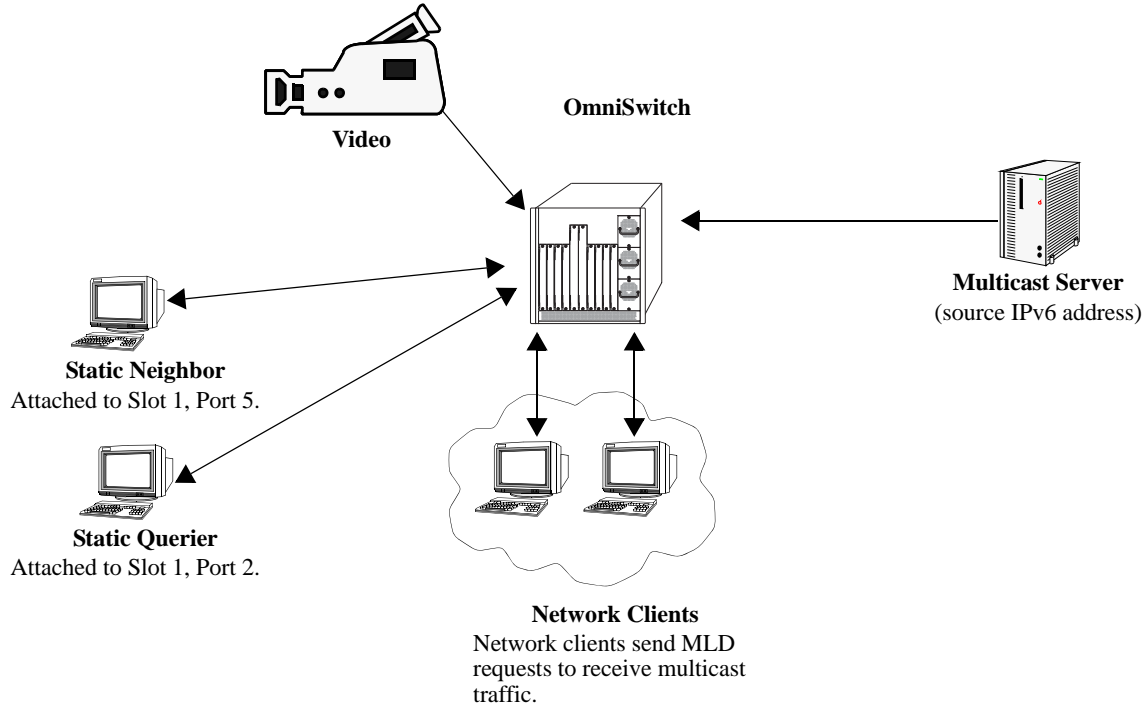 OmniSwitch
Video
Multicast Server
(source IPv6 address)
Static Neighbor
Attached to Slot 1, Port 5.
Static Querier
Attached to Slot 1, Port 2.
Network Clients
Network clients send MLD
requests to receive multicast
traffic.